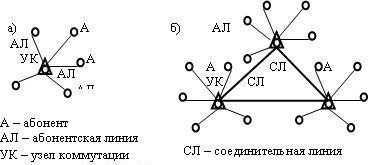 а)
А
АЛ
УК
А
АЛ
б)
АЛ
СЛ
А
УК
СЛ
А
А – абонент
АЛ – абонентская линия
УК – узел коммутации
СЛ – соединительная линия